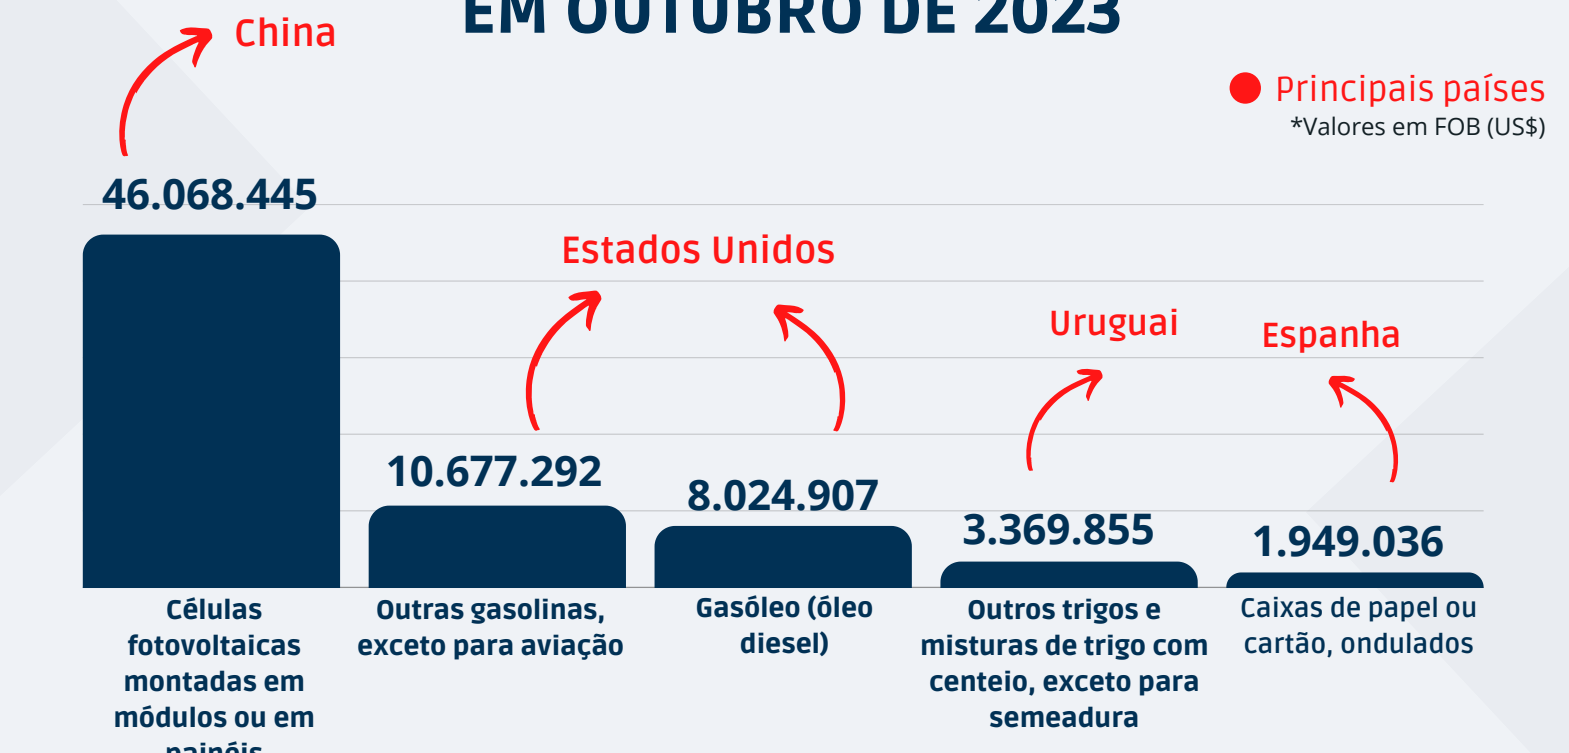 EM OUTUBRO DE 2023
China
Principais países
*Valores em FOB (US$)
46.068.445
Estados Unidos
Uruguai
Espanha
10.677.292
8.024.907
3.369.855
1.949.036
Células
fotovoltaicas
montadas em
módulos ou em
painéis
Outras gasolinas,
exceto para aviação
Gasóleo (óleo
diesel)
Outros trigos e
misturas de trigo com
centeio, exceto para
semeadura
Caixas de papel ou
cartão, ondulados